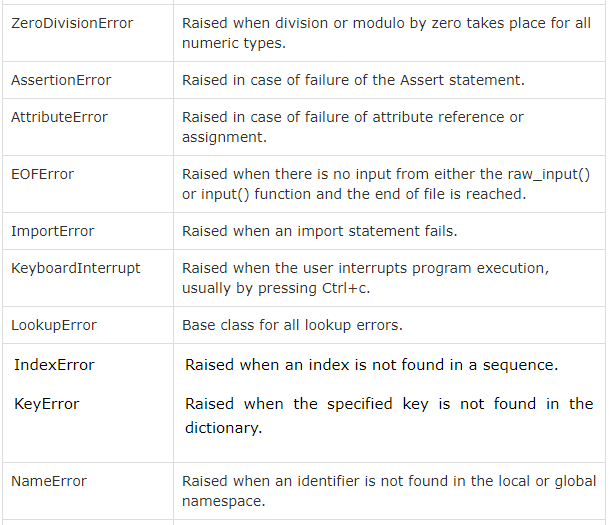 ZeroDivisionError Raised when division or modulo by zero takes place for all
numeric types.
AssertionError Raised in case of failure of the Assert statement.
AttributeError Raised in case of failure of attribute reference or
assignment.
EOFError Raised when there is no input from either the raw_input()
or input() function and the end of file is reached.
ImportError Raised when an import statement fails.
KeyboardInterrupt Raised when the user interrupts program execution,
usually by pressing Ctrl+c.
LookupError Base class for all lookup errors.
IndexError Raised when an index is not found in a sequence.
KeyError Raised when the specified key is not found in the
dictionary.
NameError Raised when an identifier is not found in the local or global
namespace.